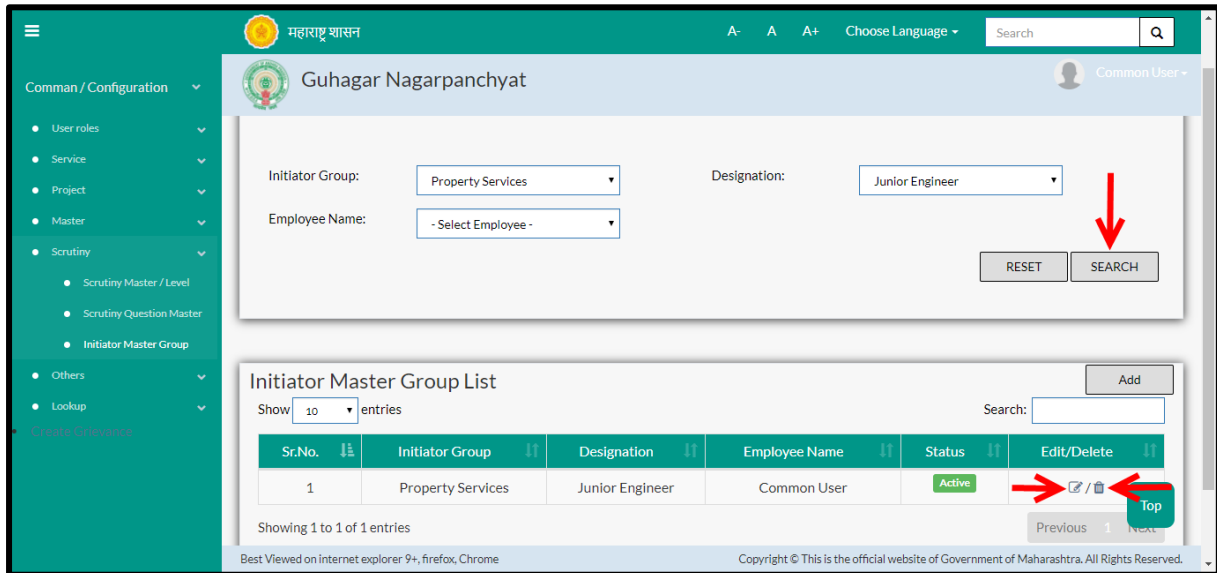 महाराष्ट्र शासन A- A A+ Choose Language Search
Guhagar Nagarpanchyat Common User
Comman / Configuration
User roles
Service
Project
Master
Scrutiny
Scrutiny Master / Level
Scrutiny Question Master
Initiator Master Group
Others
Lookup
Create Grievance
Initiator Group: Property Services Designation: Junior Engineer
Employee Name: - Select Employee -
RESET SEARCH
Initiator Master Group List Add
Show 10 entries Search:
Sr.No. Initiator Group Designation Employee Name Status Edit/Delete
1 Property Services Junior Engineer Common User Active /
Top
Showing 1 to 1 of 1 entries Previous 1 Next
Best Viewed on internet explorer 9+, firefox, Chrome Copyright © This is the official website of Government of Maharashtra. All Rights Reserved.